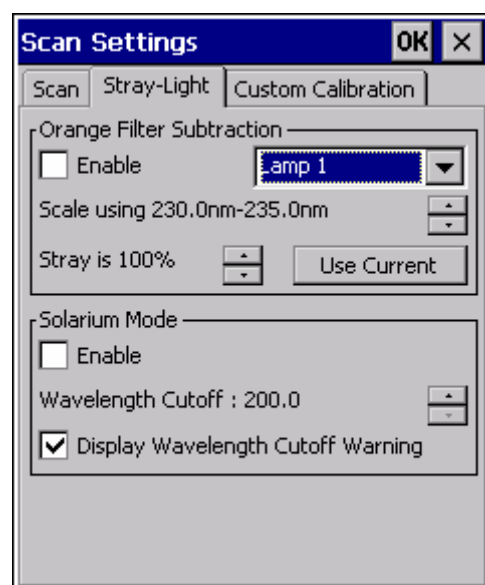 Scan Settings OK
Scan Stray-Light Custom Calibration
Orange Filter Subtraction
Enable Lamp 1
Scale using 230.0nm-235.0nm
Stray is 100% Use Current
Solarium Mode
Enable
Wavelength Cutoff : 200.0
Display Wavelength Cutoff Warning